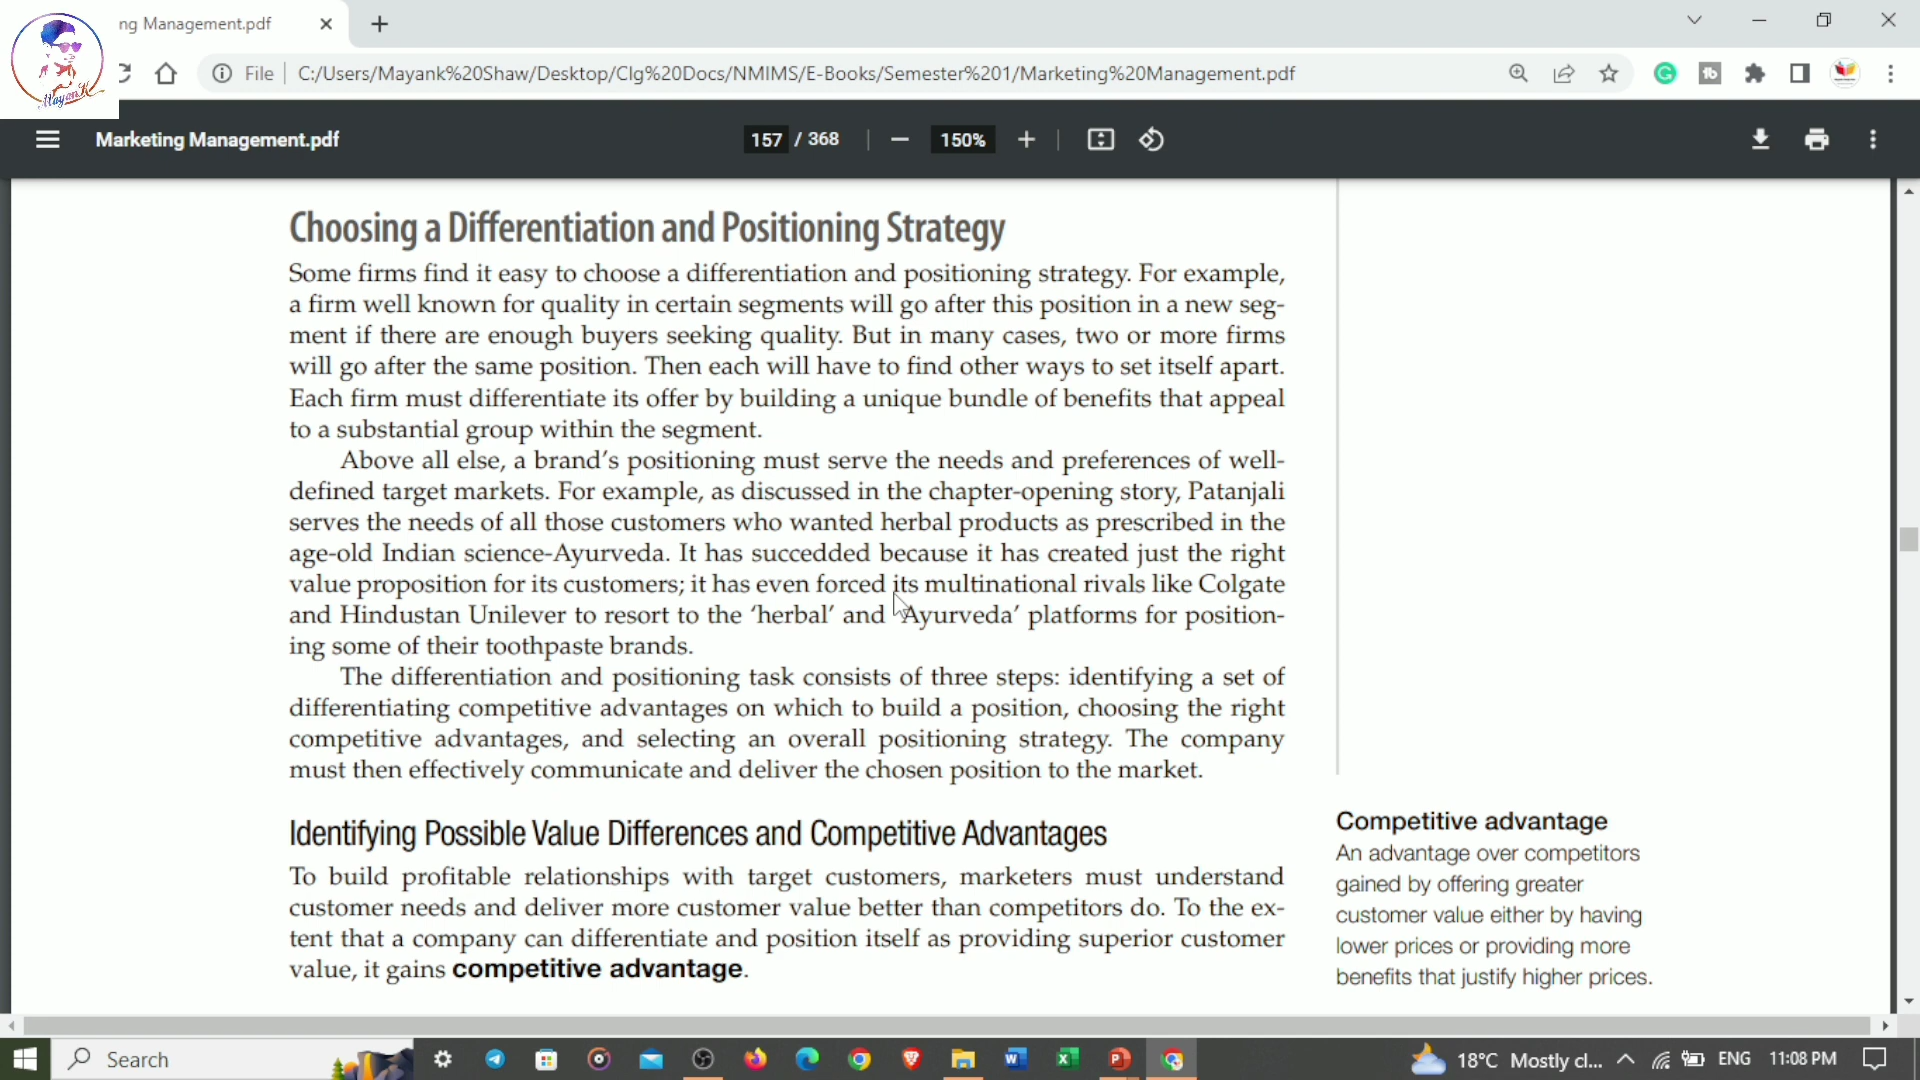 ng Management.pdf
File
C:/Users/Mayank%20Shaw/Desktop/Clg%20Docs/NMIMS/E-Books/Semester%201/Marketing%20Management.pdf
MayanK
Marketing Management.pdf
157 / 368
150%
Choosing a Differentiation and Positioning Strategy
Some firms find it easy to choose a differentiation and positioning strategy. For example,
a firm well known for quality in certain segments will go after this position in a new seg-
ment if there are enough buyers seeking quality. But in many cases, two or more firms
will go after the same position. Then each will have to find other ways to set itself apart.
Each firm must differentiate its offer by building a unique bundle of benefits that appeal
to a substantial group within the segment.
Above all else, a brand's positioning must serve the needs and preferences of well-
defined target markets. For example, as discussed in the chapter-opening story, Patanjali
serves the needs of all those customers who wanted herbal products as prescribed in the
age-old Indian science-Ayurveda. It has succedded because it has created just the right
value proposition for its customers; it has even forced its multinational rivals like Colgate
and Hindustan Unilever to resort to the 'herbal' and 'Ayurveda' platforms for position-
ing some of their toothpaste brands.
The differentiation and positioning task consists of three steps: identifying a set of
differentiating competitive advantages on which to build a position, choosing the right
competitive advantages, and selecting an overall positioning strategy. The company
must then effectively communicate and deliver the chosen position to the market.
Identifying Possible Value Differences and Competitive Advantages
To build profitable relationships with target customers, marketers must understand
customer needs and deliver more customer value better than competitors do. To the ex-
tent that a company can differentiate and position itself as providing superior customer
value, it gains competitive advantage.
Competitive advantage
An advantage over competitors
gained by offering greater
customer value either by having
lower prices or providing more
benefits that justify higher prices.
Search
18°C Mostly cl...
ENG
11:08 PM